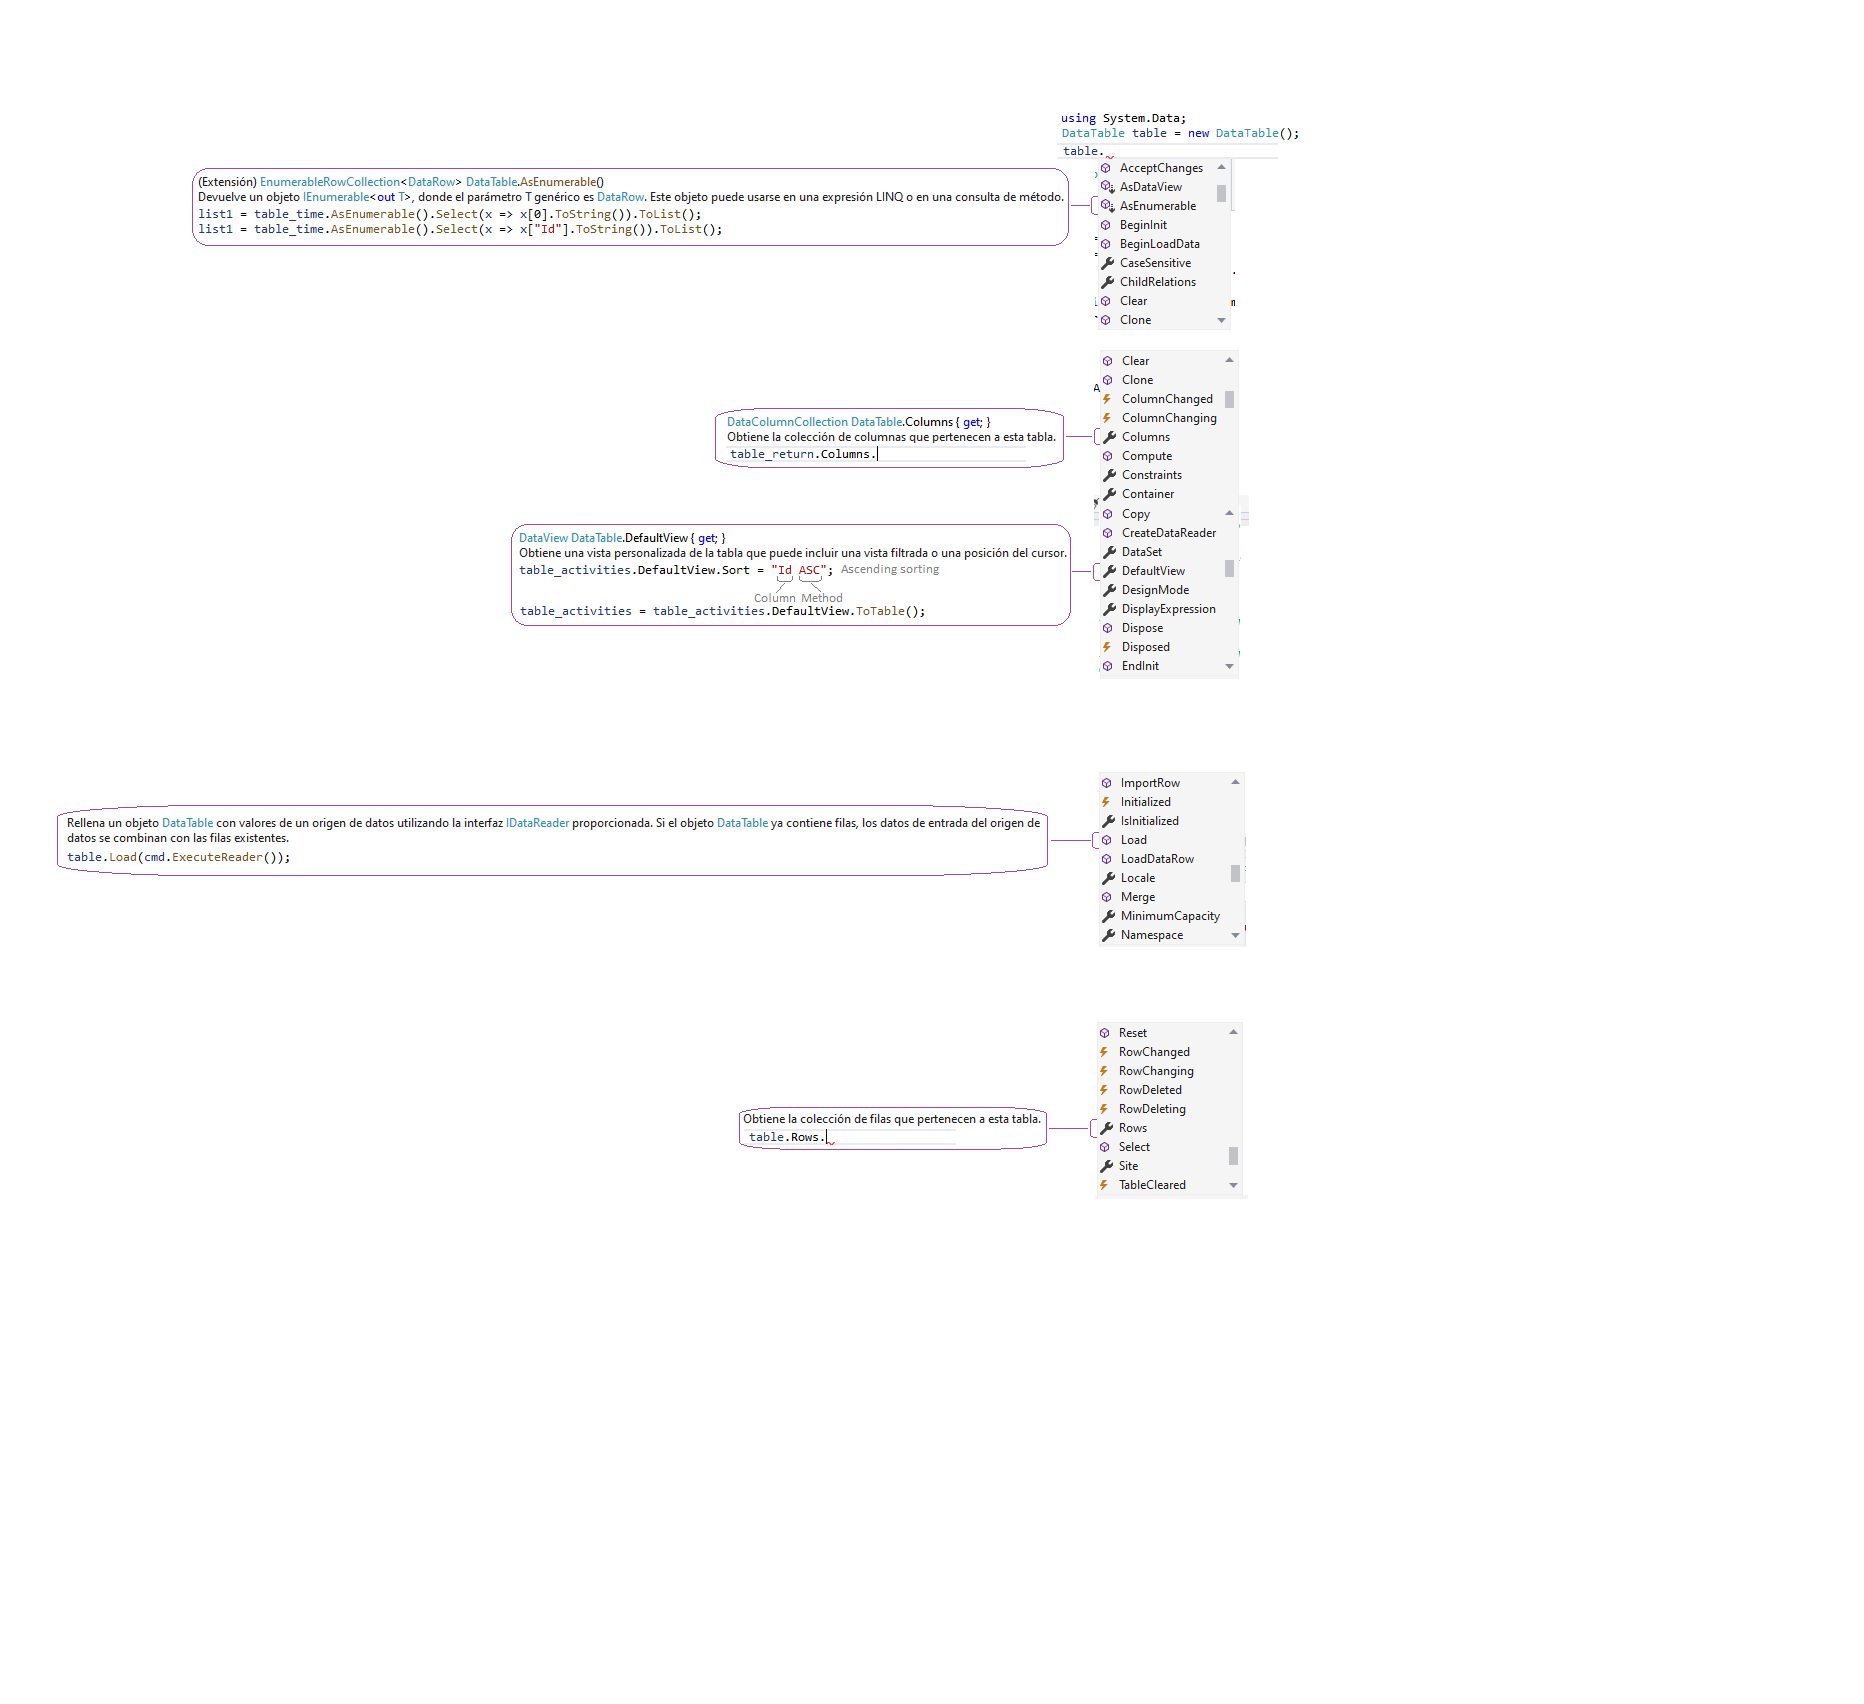 using System.Data;
DataTable table = new DataTable();
table.
(Extensión) EnumerableRowCollection<DataRow> DataTable.AsEnumerable()
Devuelve un objeto IEnumerable<out T>, donde el parámetro T genérico es DataRow. Este objeto puede usarse en una expresión LINQ o en una consulta de método.
list1 = table_time.AsEnumerable().Select(x => x[0].ToString()).ToList();
list1 = table_time.AsEnumerable().Select(x => x["Id"].ToString()).ToList();
AcceptChanges
AsDataView
AsEnumerable
BeginInit
BeginLoadData
CaseSensitive
ChildRelations
Clear
Clone
Clear
Clone
ColumnChanged
ColumnChanging
Columns
Compute
Constraints
Container
DataColumnCollection DataTable.Columns { get; }
Obtiene la colección de columnas que pertenecen a esta tabla.
table_return.Columns.
Copy
CreateDataReader
DataSet
DefaultView
DesignMode
DisplayExpression
Dispose
Disposed
EndInit
DataView DataTable.DefaultView { get; }
Obtiene una vista personalizada de la tabla que puede incluir una vista filtrada o una posición del cursor.
table_activities.DefaultView.Sort = "Id ASC"; Ascending sorting
Column Method
table_activities = table_activities.DefaultView.ToTable();
ImportRow
Initialized
IsInitialized
Load
LoadDataRow
Locale
Merge
MinimumCapacity
Namespace
Rellena un objeto DataTable con valores de un origen de datos utilizando la interfaz IDataReader proporcionada. Si el objeto DataTable ya contiene filas, los datos de entrada del origen de
datos se combinan con las filas existentes.
table.Load(cmd.ExecuteReader());
Reset
RowChanged
RowChanging
RowDeleted
RowDeleting
Rows
Select
Site
TableCleared
Obtiene la colección de filas que pertenecen a esta tabla.
table.Rows.